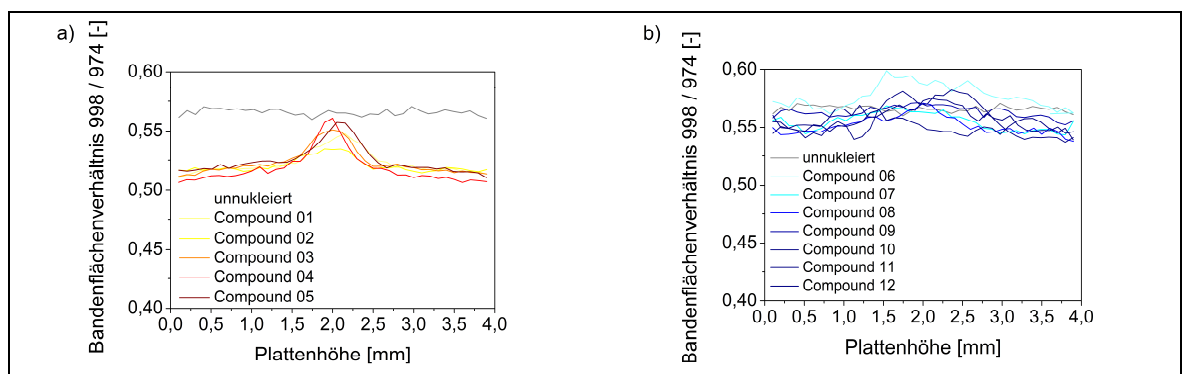 a)
Bandenflächenverhältnis 998 / 974 [-]
0,60
0,55
0,50
0,45
0,40
unnukleiert
Compound 01
Compound 02
Compound 03
Compound 04
Compound 05
0,0 0,5 1,0 1,5 2,0 2,5 3,0 3,5 4,0
Plattenhöhe [mm]
b)
Bandenflächenverhältnis 998 / 974 [-]
0,60
0,55
0,50
0,45
0,40
unnukleiert
Compound 06
Compound 07
Compound 08
Compound 09
Compound 10
Compound 11
Compound 12
0,0 0,5 1,0 1,5 2,0 2,5 3,0 3,5 4,0
Plattenhöhe [mm]